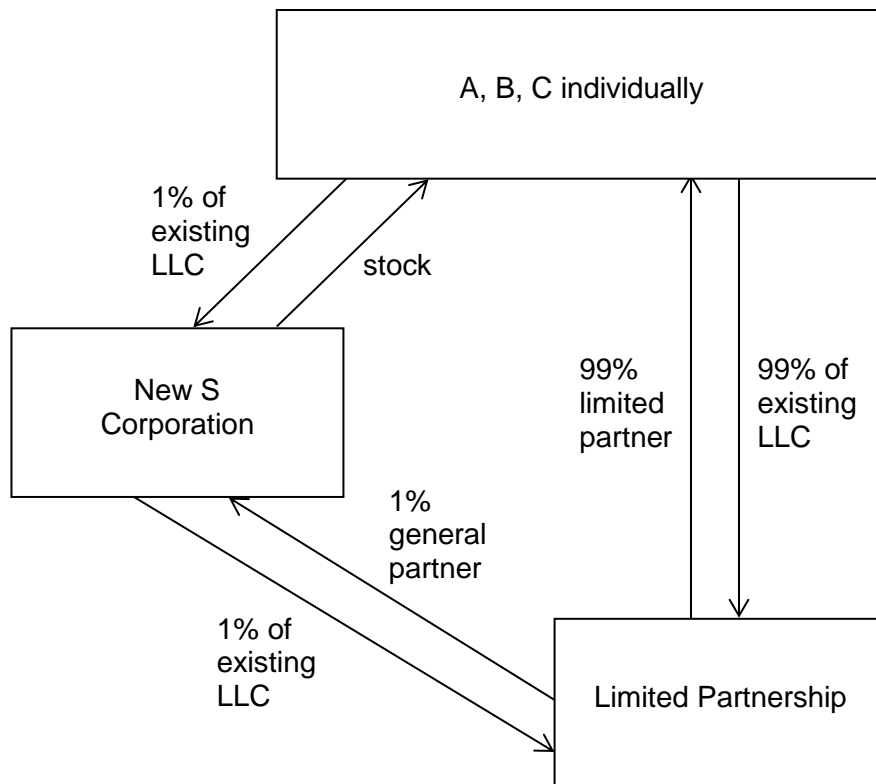 A, B, C individually
1% of
existing
LLC
stock
New S
Corporation
99%
limited
partner
99% of
existing
LLC
1%
general
partner
1% of
existing
LLC
Limited Partnership